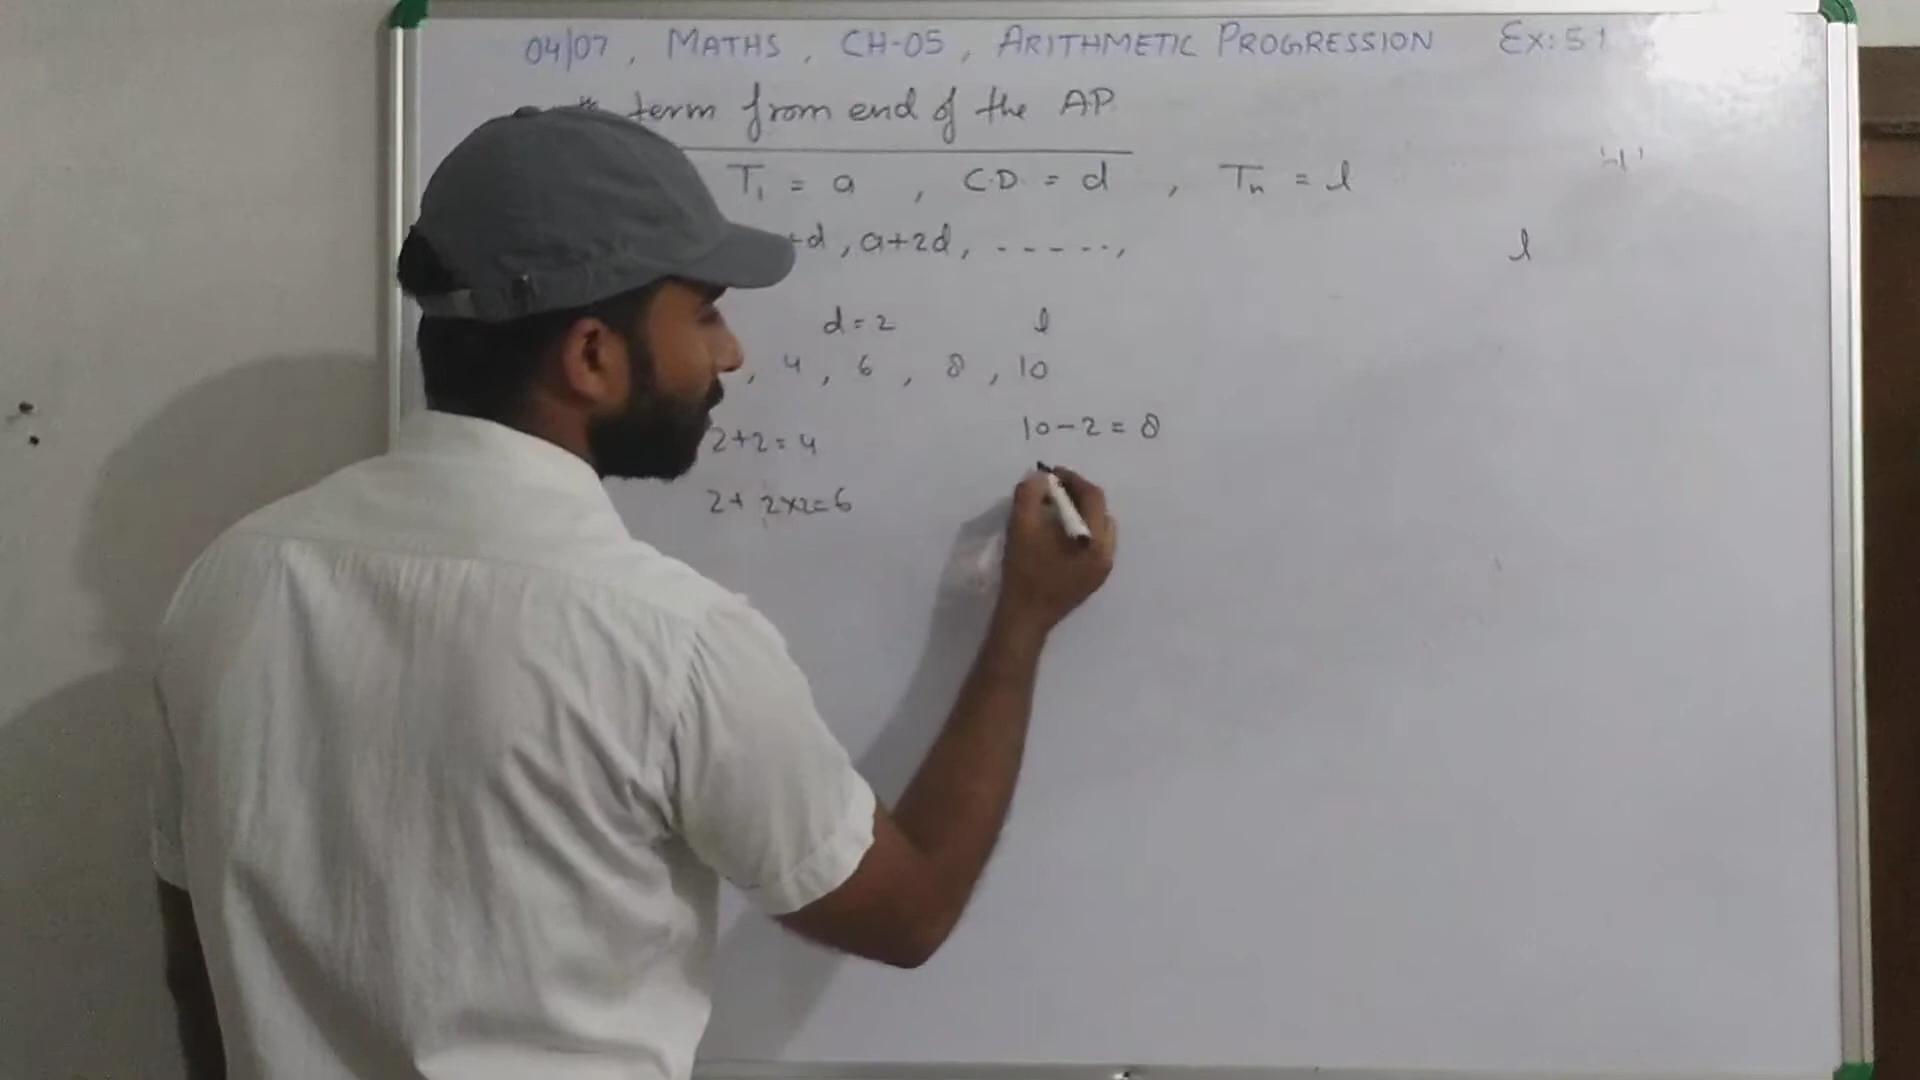 04/07, MATHS, CH-05, ARITHMETIC PROGRESSION Ex: 5.1
term from end of the A.P.
T₁ = a , C.D. = d , Tₙ = l
+d, a+2d, - - - - - - , l
d = 2 l
, 4 , 6 , 8 , 10
2+2=4 10-2=8
2+ 2×2=6